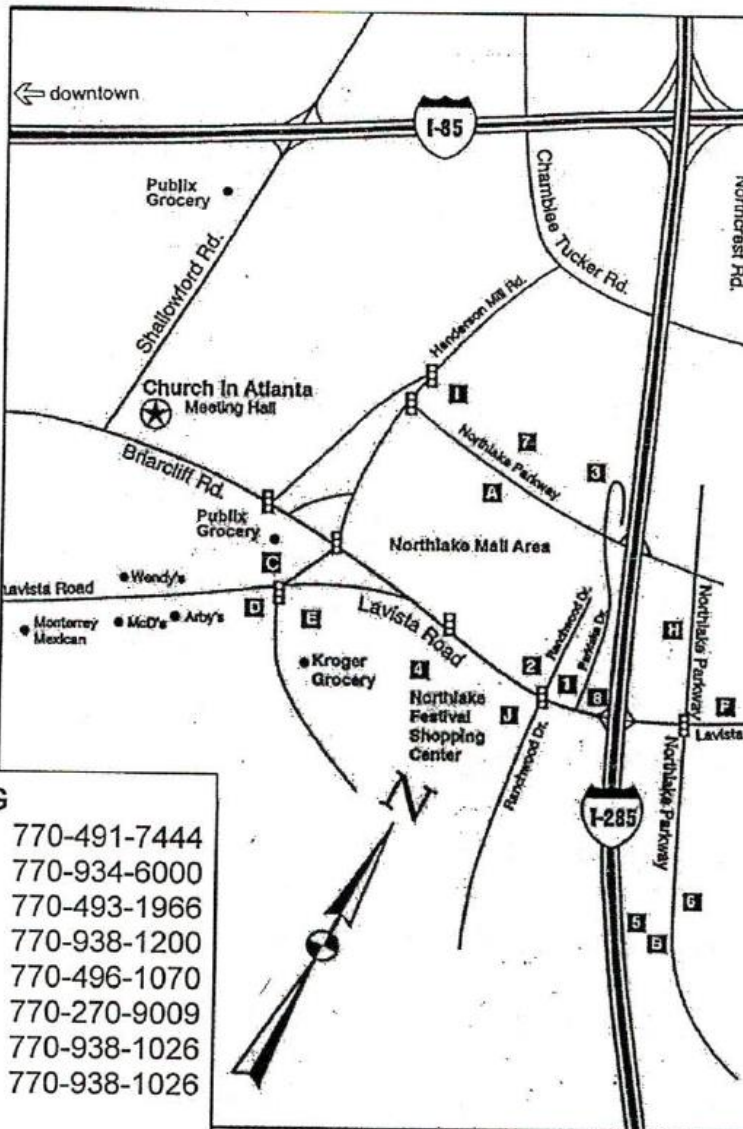 downtown
I-85
Publix
Grocery
Shallowford Rd.
Chamblee Tucker Rd.
Northcrest Rd.
Henderson Mill Rd.
Church in Atlanta
Meeting Hall
I
7
3
Northlake Parkway
A
Briarcliff Rd.
Publix
Grocery
Northlake Mall Area
C
Wendy's
Lavista Road
D
E
Monterrey
Mexican
McD's
Arby's
Lavista Road
Kroger
Grocery
4
Northlake
Festival
Shopping
Center
2
Ranchwood Dr.
Parklake Dr.
1
8
J
Ranchwood Dr.
H
Northlake Parkway
F
Lavista
Northlake Parkway
N
I-285
6
5
B
G
770-491-7444
770-934-6000
770-493-1966
770-938-1200
770-496-1070
770-270-9009
770-938-1026
770-938-1026